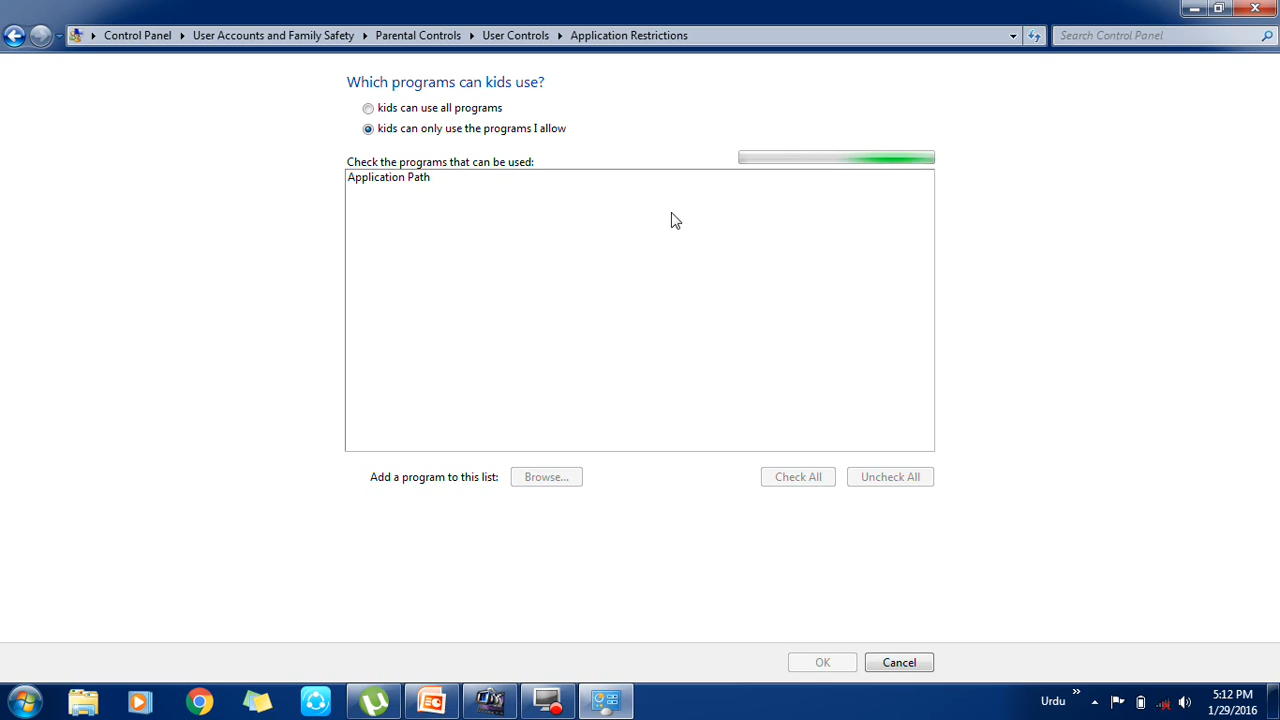 Control Panel User Accounts and Family Safety Parental Controls User Controls Application Restrictions
Search Control Panel
Which programs can kids use?
kids can use all programs
kids can only use the programs I allow
Check the programs that can be used:
Application Path
Add a program to this list: Browse... Check All Uncheck All
OK Cancel
Urdu
5:12 PM
1/29/2016